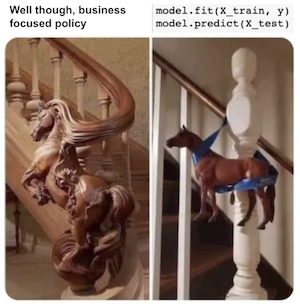 Well though, business
focused policy
model.fit(X_train, y)
model.predict(X_test)